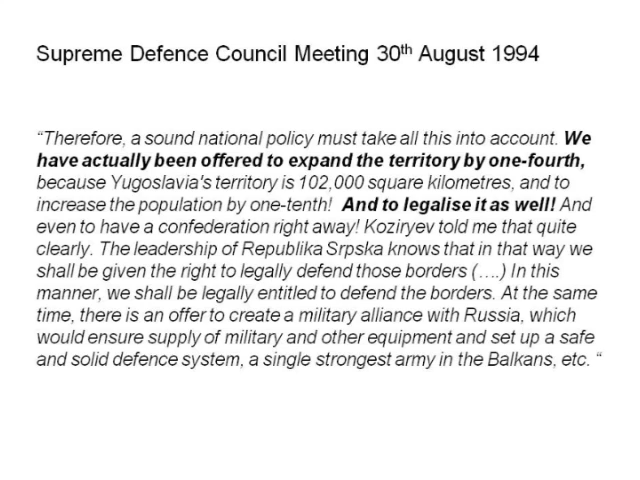 Supreme Defence Council Meeting 30th August 1994
“Therefore, a sound national policy must take all this into account. We
have actually been offered to expand the territory by one-fourth,
because Yugoslavia's territory is 102,000 square kilometres, and to
increase the population by one-tenth! And to legalise it as well! And
even to have a confederation right away! Koziryev told me that quite
clearly. The leadership of Republika Srpska knows that in that way we
shall be given the right to legally defend those borders (….) In this
manner, we shall be legally entitled to defend the borders. At the same
time, there is an offer to create a military alliance with Russia, which
would ensure supply of military and other equipment and set up a safe
and solid defence system, a single strongest army in the Balkans, etc. “